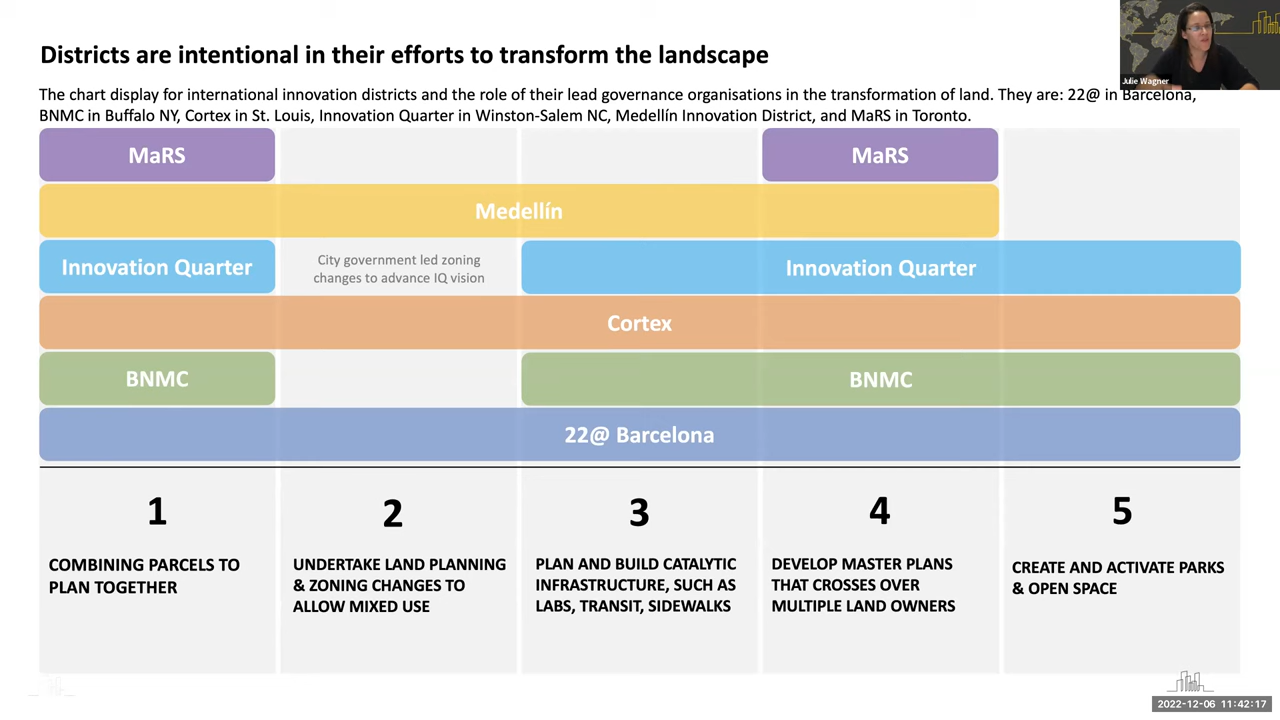 Districts are intentional in their efforts to transform the landscape
Julie Wagner
The chart display for international innovation districts and the role of their lead governance organisations in the transformation of land. They are: 22@ in Barcelona,
BNMC in Buffalo NY, Cortex in St. Louis, Innovation Quarter in Winston-Salem NC, Medellín Innovation District, and MaRS in Toronto.
MaRS
MaRS
Medellín
Innovation Quarter
City government led zoning
changes to advance IQ vision
Innovation Quarter
Cortex
BNMC
BNMC
22@ Barcelona
1
COMBINING PARCELS TO
PLAN TOGETHER
2
UNDERTAKE LAND PLANNING
& ZONING CHANGES TO
ALLOW MIXED USE
3
PLAN AND BUILD CATALYTIC
INFRASTRUCTURE, SUCH AS
LABS, TRANSIT, SIDEWALKS
4
DEVELOP MASTER PLANS
THAT CROSSES OVER
MULTIPLE LAND OWNERS
5
CREATE AND ACTIVATE PARKS
& OPEN SPACE
2022-12-06 11:42:17